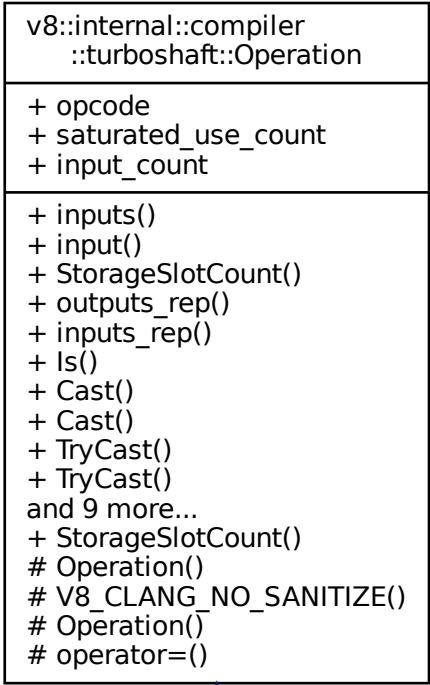 v8::internal::compiler
::turboshaft::Operation
+ opcode
+ saturated_use_count
+ input_count
+ inputs()
+ input()
+ StorageSlotCount()
+ outputs_rep()
+ inputs_rep()
+ Is()
+ Cast()
+ Cast()
+ TryCast()
+ TryCast()
and 9 more...
+ StorageSlotCount()
# Operation()
# V8_CLANG_NO_SANITIZE()
# Operation()
# operator=()